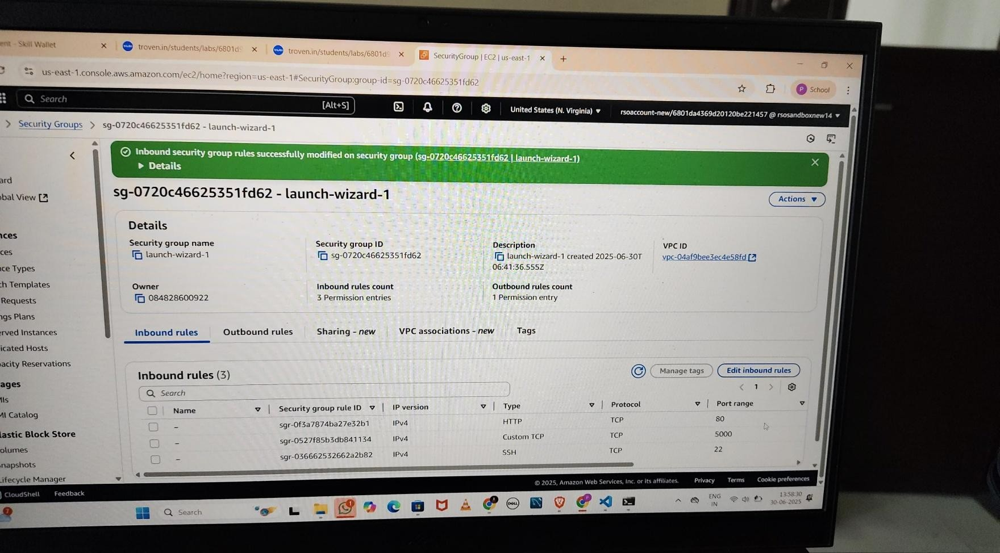 ent - Skill Wallet
troven.in/students/labs/6801d9
troven.in/students/labs/6801d9
SecurityGroup | EC2 | us-east-1
us-east-1.console.aws.amazon.com/ec2/home?region=us-east-1#SecurityGroup:group-id=sg-0720c46625351fd62
P School
Search
[Alt+S]
United States (N. Virginia)
rsoaccount-new/6801da4369d20120be221457 @ rsosandboxnew14
Security Groups
sg-0720c46625351fd62 - launch-wizard-1
Inbound security group rules successfully modified on security group (sg-0720c46625351fd62 | launch-wizard-1)
Details
sg-0720c46625351fd62 - launch-wizard-1
Actions
Details
Security group name
launch-wizard-1
Security group ID
sg-0720c46625351fd62
Description
launch-wizard-1 created 2025-06-30T
06:41:36.555Z
VPC ID
vpc-04af9bee3ec4e58fd
Owner
084828600922
Inbound rules count
3 Permission entries
Outbound rules count
1 Permission entry
Inbound rules
Outbound rules
Sharing - new
VPC associations - new
Tags
Inbound rules (3)
Manage tags
Edit inbound rules
Search
1
Name
Security group rule ID
IP version
Type
Protocol
Port range
– sgr-0f3a7874ba27e32b1 IPv4 HTTP TCP 80
– sgr-0527f85b3db841134 IPv4 Custom TCP TCP 5000
– sgr-036662532662a2b82 IPv4 SSH TCP 22
ard
obal View
nces
ces
nce Types
ch Templates
Requests
ngs Plans
erved Instances
icated Hosts
pacity Reservations
ages
MIs
MI Catalog
lastic Block Store
olumes
napshots
Lifecycle Manager
CloudShell
Feedback
© 2025, Amazon Web Services, Inc. or its affiliates.
Privacy
Terms
Cookie preferences
7
Search
DELL
ENG
IN
13:58:30
30-06-2025